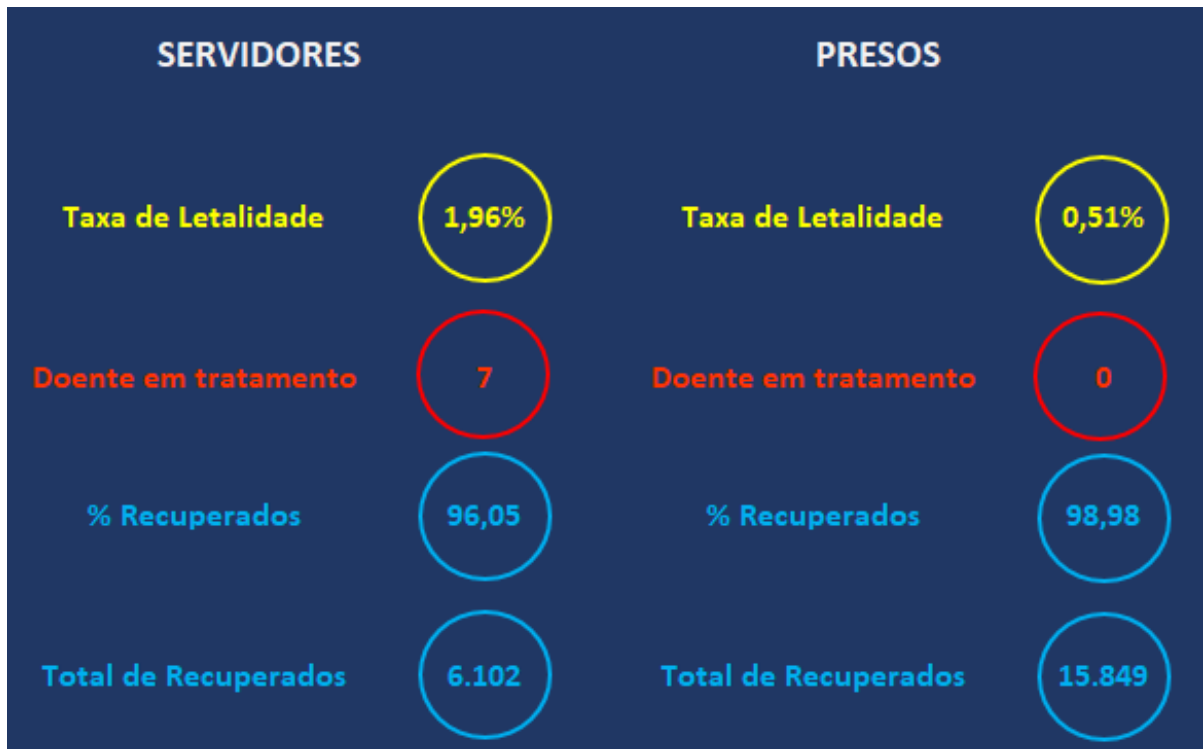 SERVIDORES
PRESOS
Taxa de Letalidade 1,96%
Taxa de Letalidade 0,51%
Doente em tratamento 7
Doente em tratamento 0
% Recuperados 96,05
% Recuperados 98,98
Total de Recuperados 6.102
Total de Recuperados 15.849